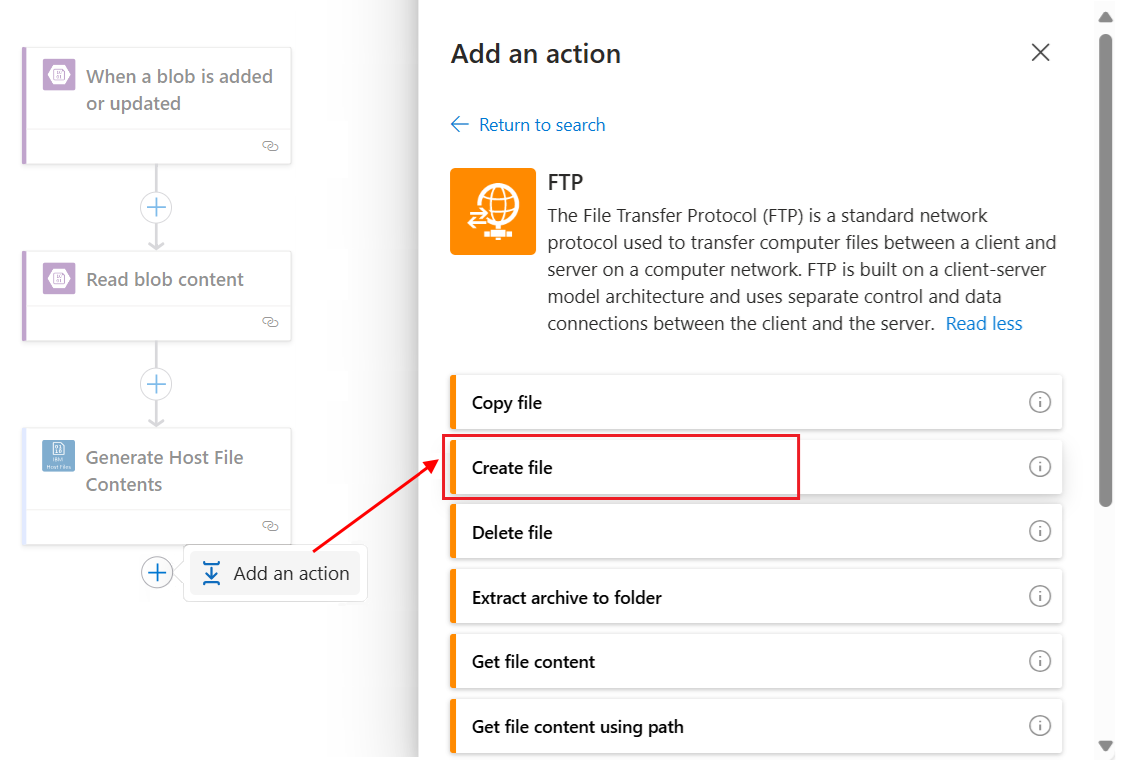 When a blob is added
or updated
Read blob content
Generate Host File
Contents
Add an action
Add an action
Return to search
FTP
The File Transfer Protocol (FTP) is a standard network
protocol used to transfer computer files between a client and
server on a computer network. FTP is built on a client-server
model architecture and uses separate control and data
connections between the client and the server. Read less
Copy file
Create file
Delete file
Extract archive to folder
Get file content
Get file content using path